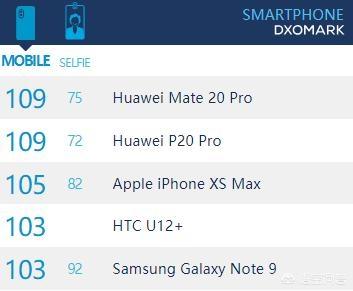 SMARTPHONE
DXOMARK
MOBILE SELFIE
109 75 Huawei Mate 20 Pro
109 72 Huawei P20 Pro
105 82 Apple iPhone XS Max
103 HTC U12+
103 92 Samsung Galaxy Note 9